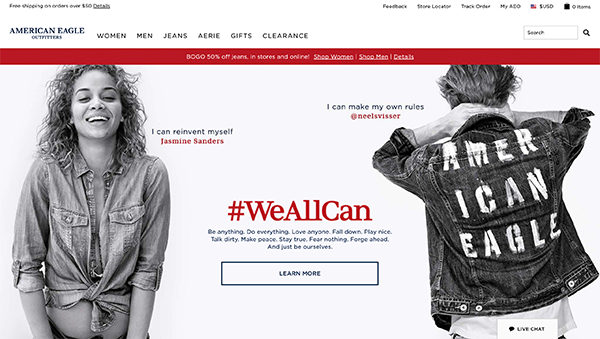 Free shipping on orders over $50 Details
Feedback Store Locator Track Order My AEO $USD 0 items
AMERICAN EAGLE
OUTFITTERS
WOMEN MEN JEANS AERIE GIFTS CLEARANCE
Search
BOGO 50% off jeans, in stores and online! Shop Women | Shop Men | Details
I can reinvent myself
Jasmine Sanders
I can make my own rules
@neelsvisser
AMER
ICAN
EAGLE
#WeAllCan
Be anything. Do everything. Love anyone. Fall down. Play nice.
Talk dirty. Make peace. Stay true. Fear nothing. Forge ahead.
And just be ourselves.
LEARN MORE
LIVE CHAT